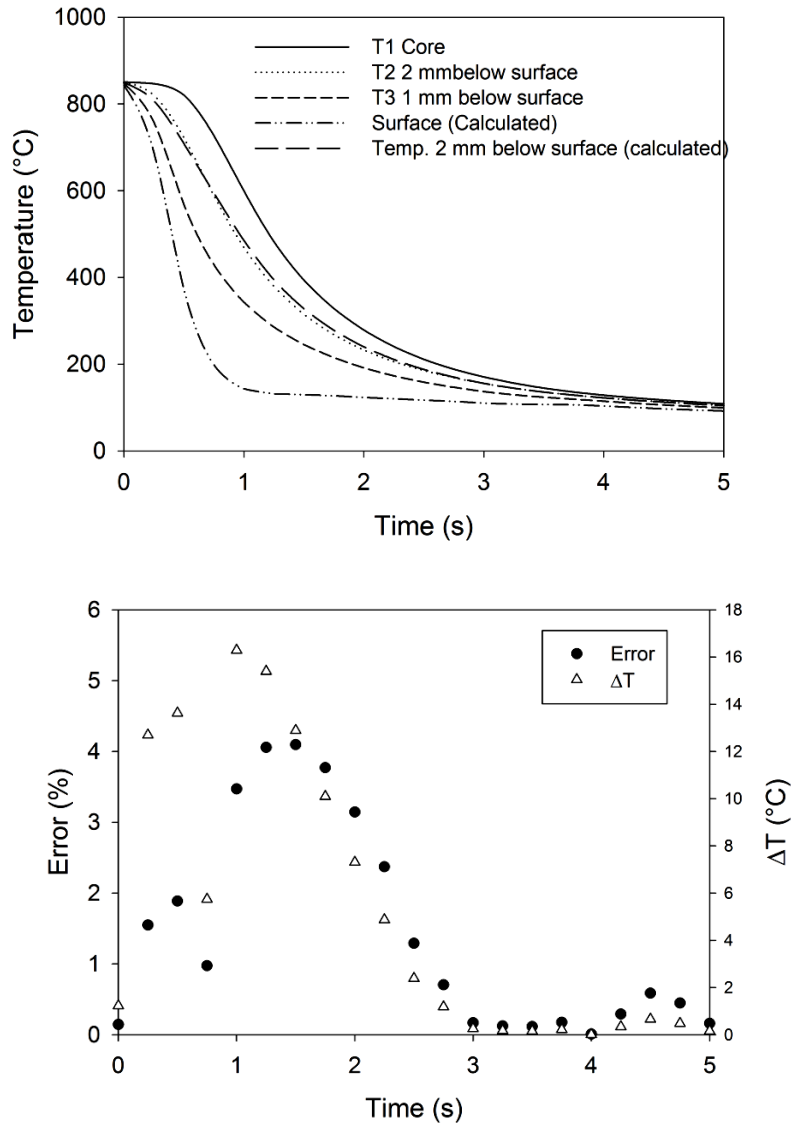 1000
800
600
400
200
0
Temperature (°C)
T1 Core
T2 2 mmbelow surface
T3 1 mm below surface
Surface (Calculated)
Temp. 2 mm below surface (calculated)
0 1 2 3 4 5
Time (s)
6
5
4
3
2
1
0
Error (%)
Error
ΔT
18
16
14
12
10
8
6
4
2
0
ΔT (°C)
0 1 2 3 4 5
Time (s)